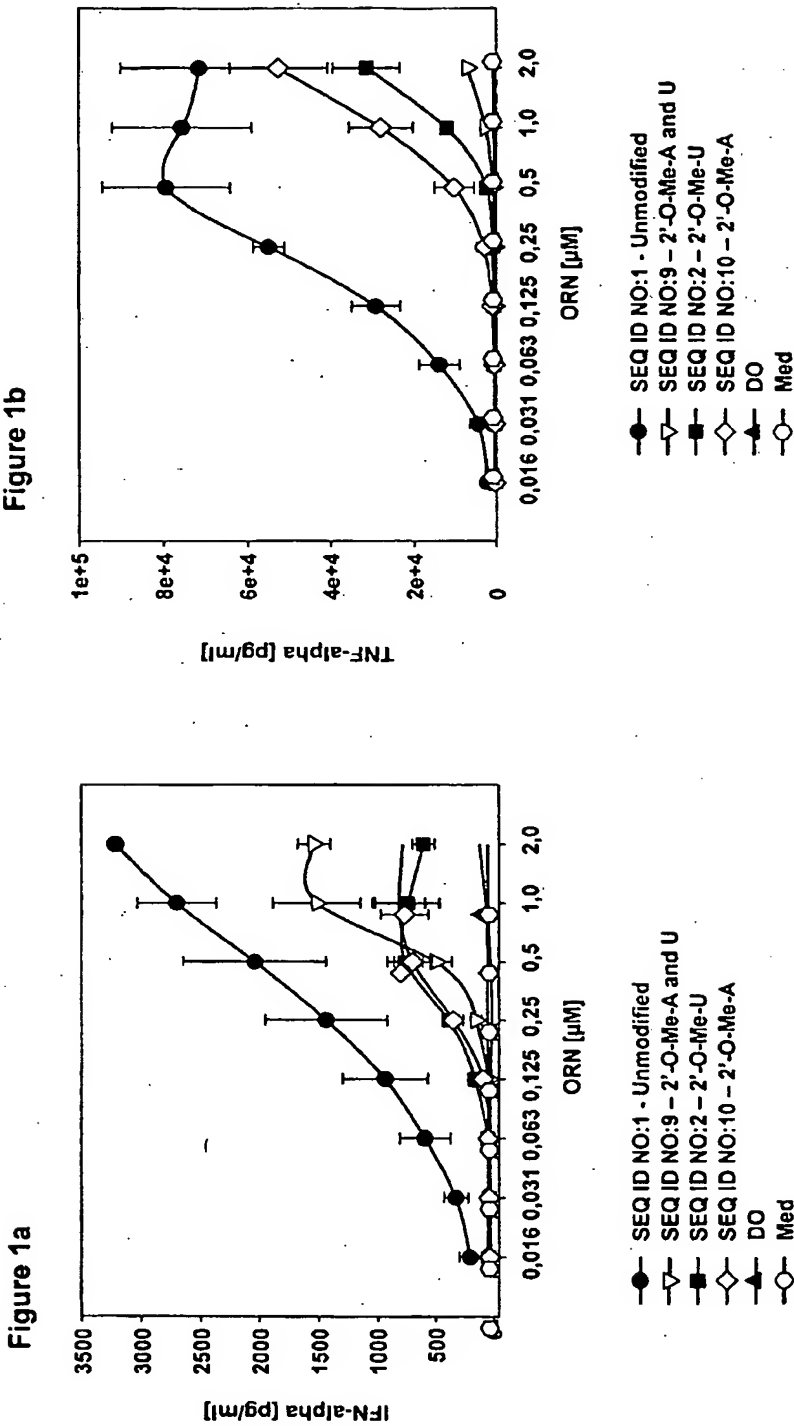 Figure 1a
IFN-alpha [pg/ml]
3500
3000
2500
2000
1500
1000
500
0
0,016 0,031 0,063 0,125 0,25 0,5 1,0 2,0
ORN [µM]
SEQ ID NO:1 - Unmodified
SEQ ID NO:9 – 2'-O-Me-A and U
SEQ ID NO:2 – 2'-O-Me-U
SEQ ID NO:10 – 2'-O-Me-A
DO
Med
Figure 1b
TNF-alpha [pg/ml]
1e+5
8e+4
6e+4
4e+4
2e+4
0
0,016 0,031 0,063 0,125 0,25 0,5 1,0 2,0
ORN [µM]
SEQ ID NO:1 - Unmodified
SEQ ID NO:9 – 2'-O-Me-A and U
SEQ ID NO:2 – 2'-O-Me-U
SEQ ID NO:10 – 2'-O-Me-A
DO
Med